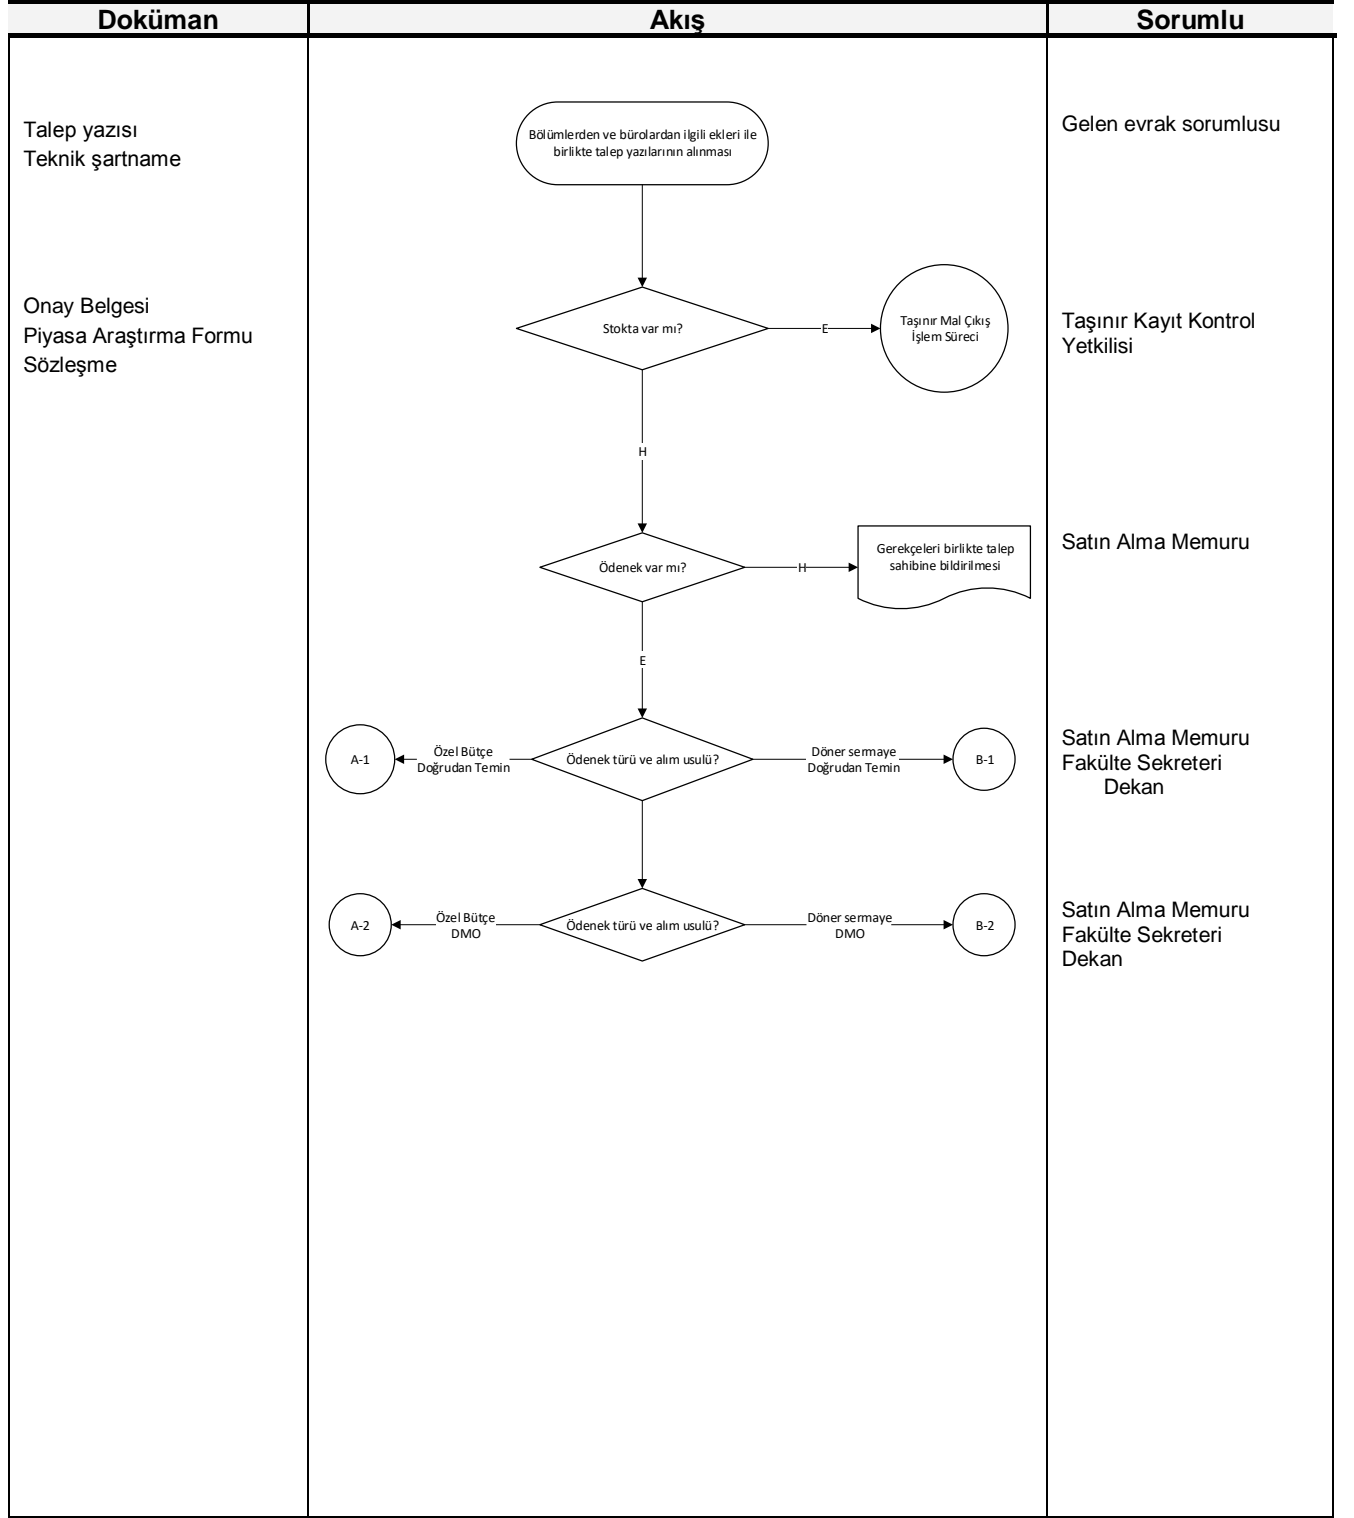 Doküman
Akış
Sorumlu
Talep yazısı
Teknik şartname
Bölümlerden ve bürolardan ilgili ekleri ile
birlikte talep yazılarının alınması
Gelen evrak sorumlusu
Onay Belgesi
Piyasa Araştırma Formu
Sözleşme
Stokta var mı?
E
Taşınır Mal Çıkış
İşlem Süreci
Taşınır Kayıt Kontrol
Yetkilisi
H
Ödenek var mı?
H
Gerekçeleri birlikte talep
sahibine bildirilmesi
Satın Alma Memuru
E
A-1
Özel Bütçe
Doğrudan Temin
Ödenek türü ve alım usulü?
Döner sermaye
Doğrudan Temin
B-1
Satın Alma Memuru
Fakülte Sekreteri
Dekan
A-2
Özel Bütçe
DMO
Ödenek türü ve alım usulü?
Döner sermaye
DMO
B-2
Satın Alma Memuru
Fakülte Sekreteri
Dekan